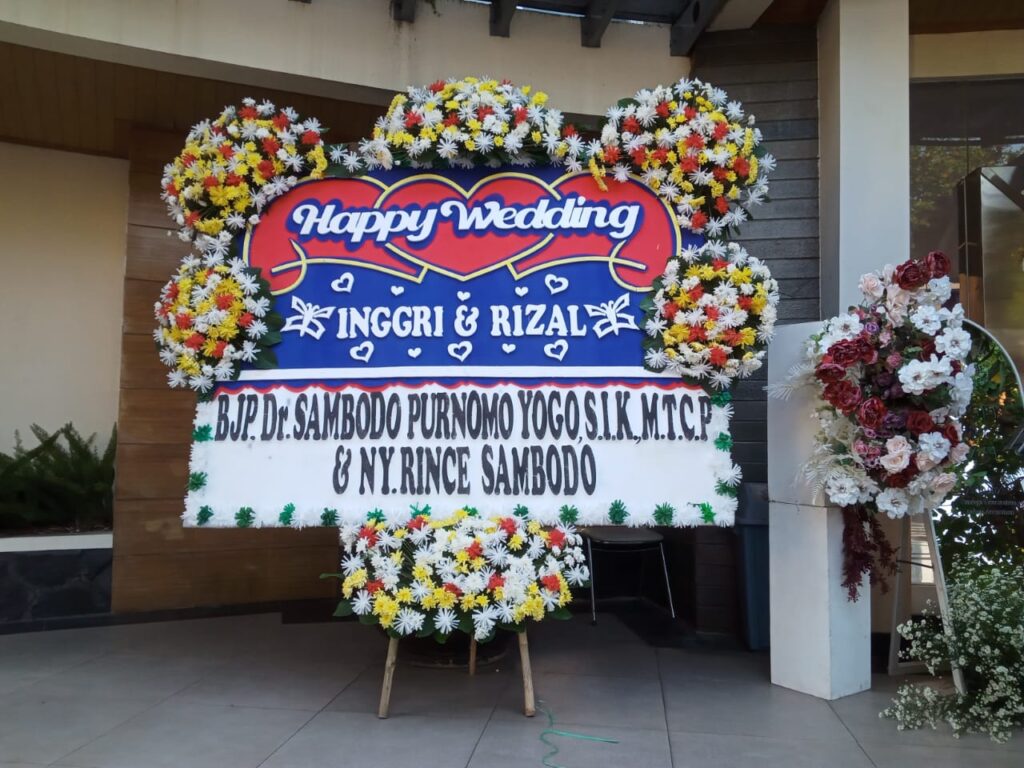 Happy Wedding
INGGRI & RIZAL
BJP. Dr. SAMBODO PURNOMO YOGO, S.I.K, M.T.C.P
& NY. RINCE SAMBODO